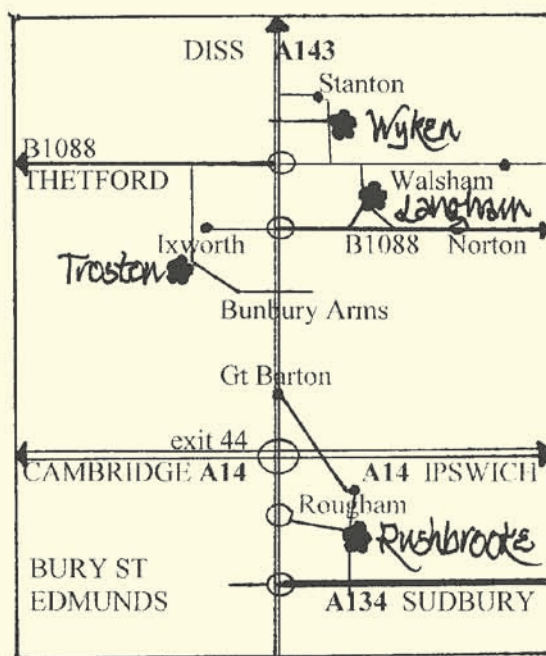 DISS A143
Stanton
Wyken
B1088
THETFORD
Walsham
Langham
Ixworth B1088 Norton
Troston
Bunbury Arms
Gt Barton
exit 44
CAMBRIDGE A14 A14 IPSWICH
Rougham
Rushbrooke
BURY ST
EDMUNDS A134 SUDBURY